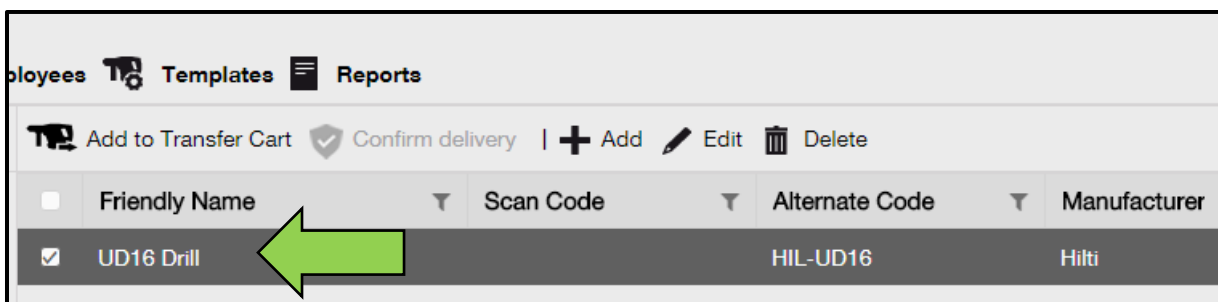 ployees Templates Reports
Add to Transfer Cart Confirm delivery | Add Edit Delete
Friendly Name Scan Code Alternate Code Manufacturer
UD16 Drill HIL-UD16 Hilti